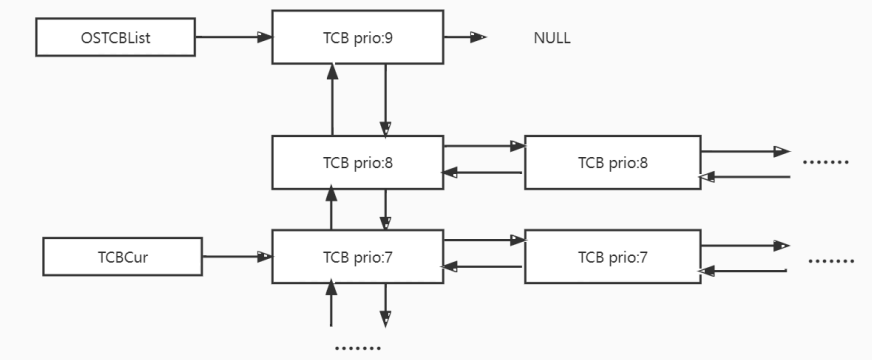 OSTCBList
TCB prio:9
NULL
TCB prio:8
TCB prio:8
.......
TCBCur
TCB prio:7
TCB prio:7
.......
.......